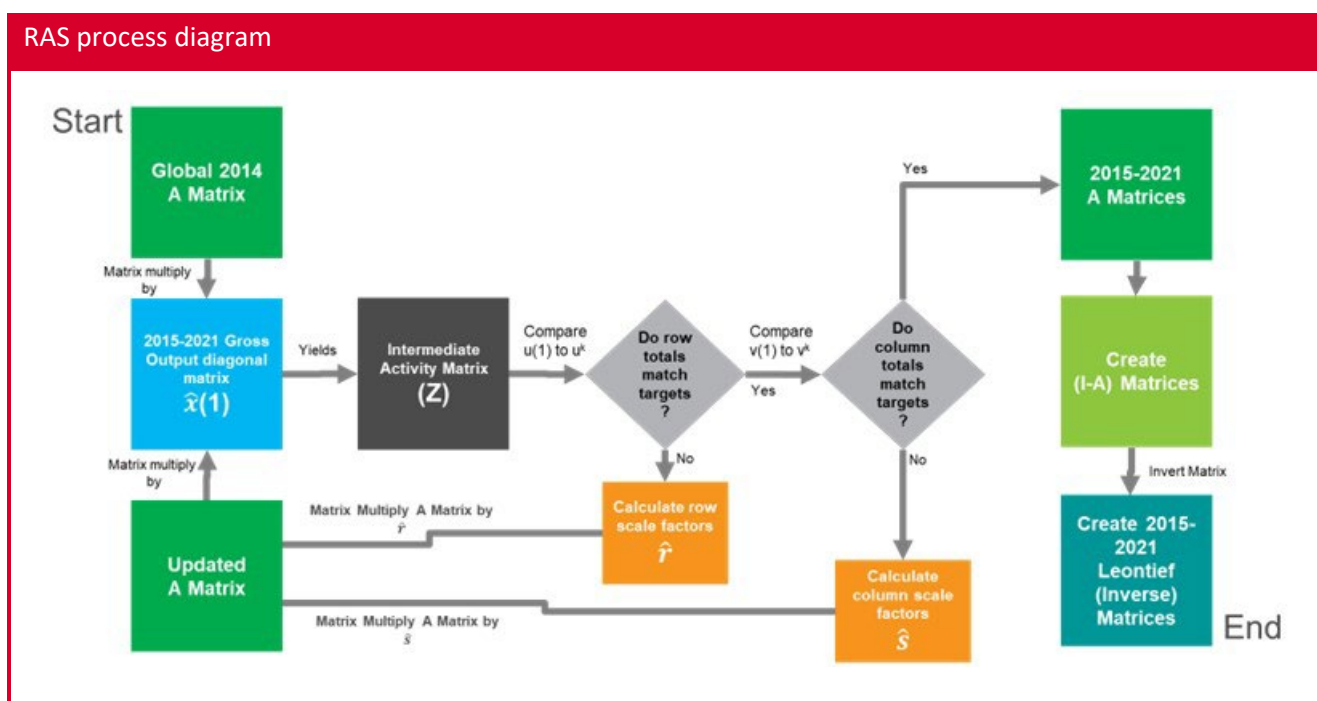 RAS process diagram
Start
Global 2014
A Matrix
Matrix multiply
by
2015-2021 Gross
Output diagonal
matrix
x̂(1)
Yields
Intermediate
Activity Matrix
(Z)
Compare
u(1) to uᵏ
Do row
totals
match
targets
?
Compare
v(1) to vᵏ
Yes
Do
column
totals
match
targets
?
Yes
2015-2021
A Matrices
Create
(I-A) Matrices
Invert Matrix
Create 2015-
2021
Leontief
(Inverse)
Matrices
End
No
Calculate row
scale factors
r̂
No
Calculate
column scale
factors
ŝ
Matrix Multiply A Matrix by
r̂
Matrix Multiply A Matrix by
ŝ
Updated
A Matrix
Matrix multiply
by